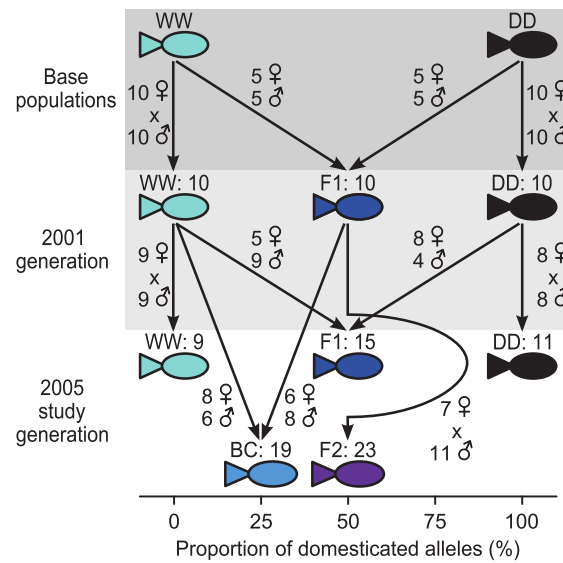 WW
DD
Base
populations
10 ♀
x
10 ♂
5 ♀
5 ♂
5 ♀
5 ♂
10 ♀
x
10 ♂
WW: 10
F1: 10
DD: 10
2001
generation
9 ♀
x
9 ♂
5 ♀
9 ♂
8 ♀
4 ♂
8 ♀
x
8 ♂
WW: 9
F1: 15
DD: 11
2005
study
generation
8 ♀
6 ♂
6 ♀
8 ♂
7 ♀
x
11 ♂
BC: 19
F2: 23
0 25 50 75 100
Proportion of domesticated alleles (%)